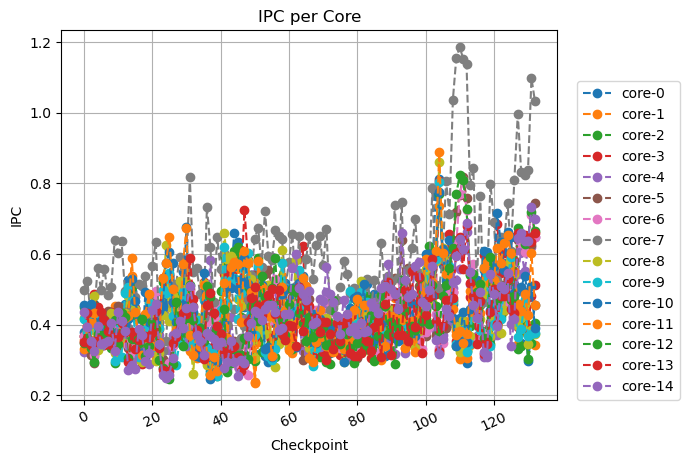 IPC per Core
IPC
1.2
1.0
0.8
0.6
0.4
0.2
0
20
40
60
80
100
120
Checkpoint
core-0
core-1
core-2
core-3
core-4
core-5
core-6
core-7
core-8
core-9
core-10
core-11
core-12
core-13
core-14